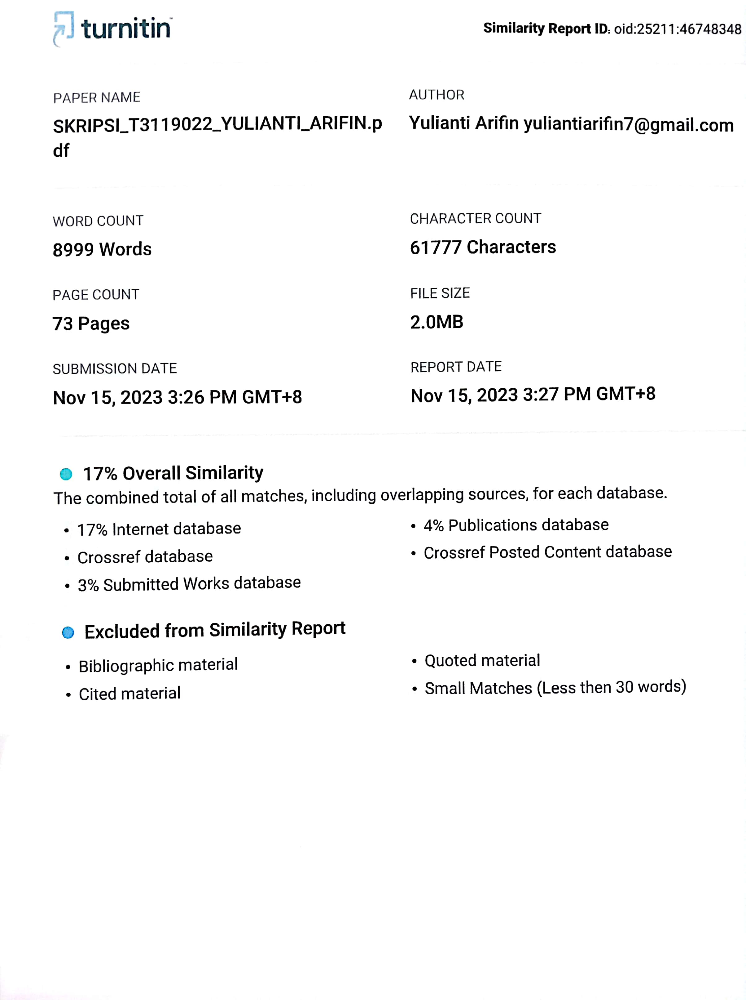 turnitin
Similarity Report ID: oid:25211:46748348
PAPER NAME
AUTHOR
SKRIPSI_T3119022_YULIANTI_ARIFIN.p
df
Yulianti Arifin yuliantiarifin7@gmail.com
WORD COUNT
CHARACTER COUNT
8999 Words
61777 Characters
PAGE COUNT
FILE SIZE
73 Pages
2.0MB
SUBMISSION DATE
REPORT DATE
Nov 15, 2023 3:26 PM GMT+8
Nov 15, 2023 3:27 PM GMT+8
17% Overall Similarity
The combined total of all matches, including overlapping sources, for each database.
• 17% Internet database
• 4% Publications database
• Crossref database
• Crossref Posted Content database
• 3% Submitted Works database
Excluded from Similarity Report
• Bibliographic material
• Quoted material
• Cited material
• Small Matches (Less then 30 words)